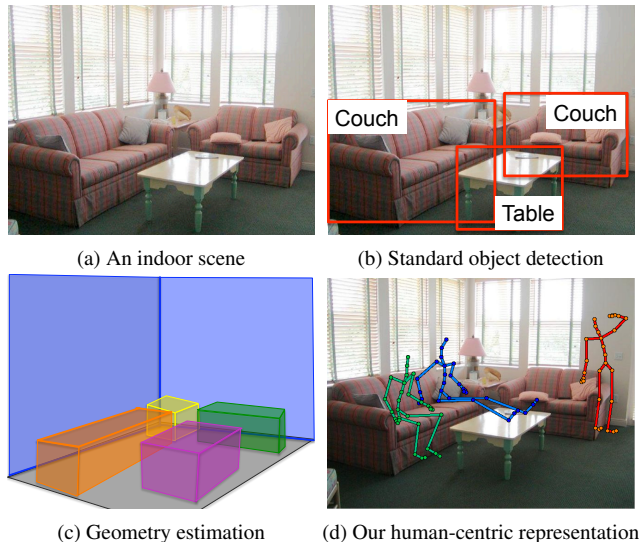 Couch
Couch
Table
(a) An indoor scene
(b) Standard object detection
(c) Geometry estimation
(d) Our human-centric representation